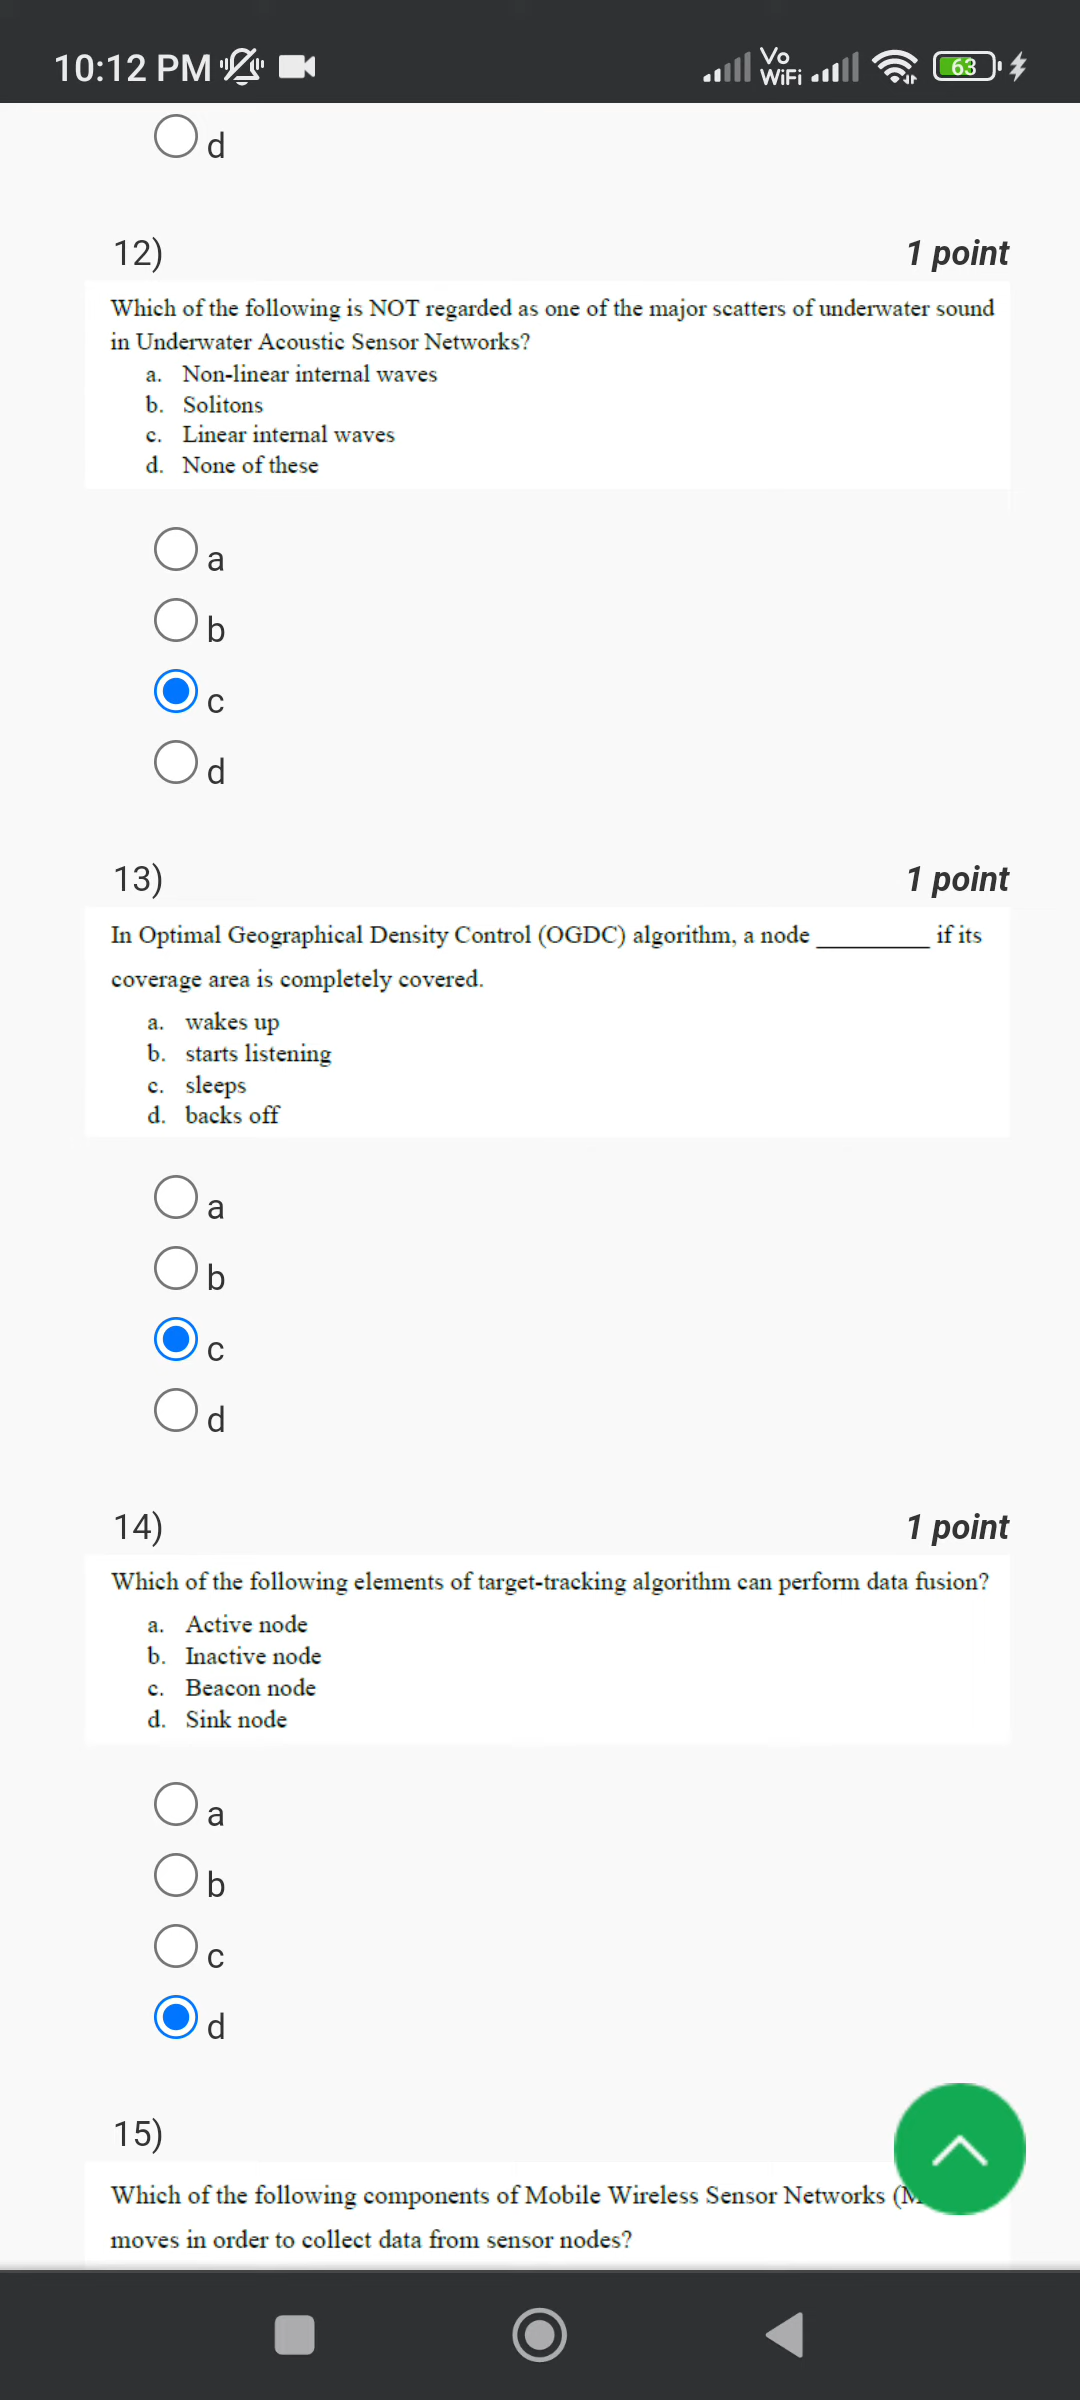 10:12 PM
Vo
WiFi
63
d
12)
1 point
Which of the following is NOT regarded as one of the major scatters of underwater sound
in Underwater Acoustic Sensor Networks?
a. Non-linear internal waves
b. Solitons
c. Linear internal waves
d. None of these
a
b
c
d
13)
1 point
In Optimal Geographical Density Control (OGDC) algorithm, a node _________ if its
coverage area is completely covered.
a. wakes up
b. starts listening
c. sleeps
d. backs off
a
b
c
d
14)
1 point
Which of the following elements of target-tracking algorithm can perform data fusion?
a. Active node
b. Inactive node
c. Beacon node
d. Sink node
a
b
c
d
15)
Which of the following components of Mobile Wireless Sensor Networks (M
moves in order to collect data from sensor nodes?